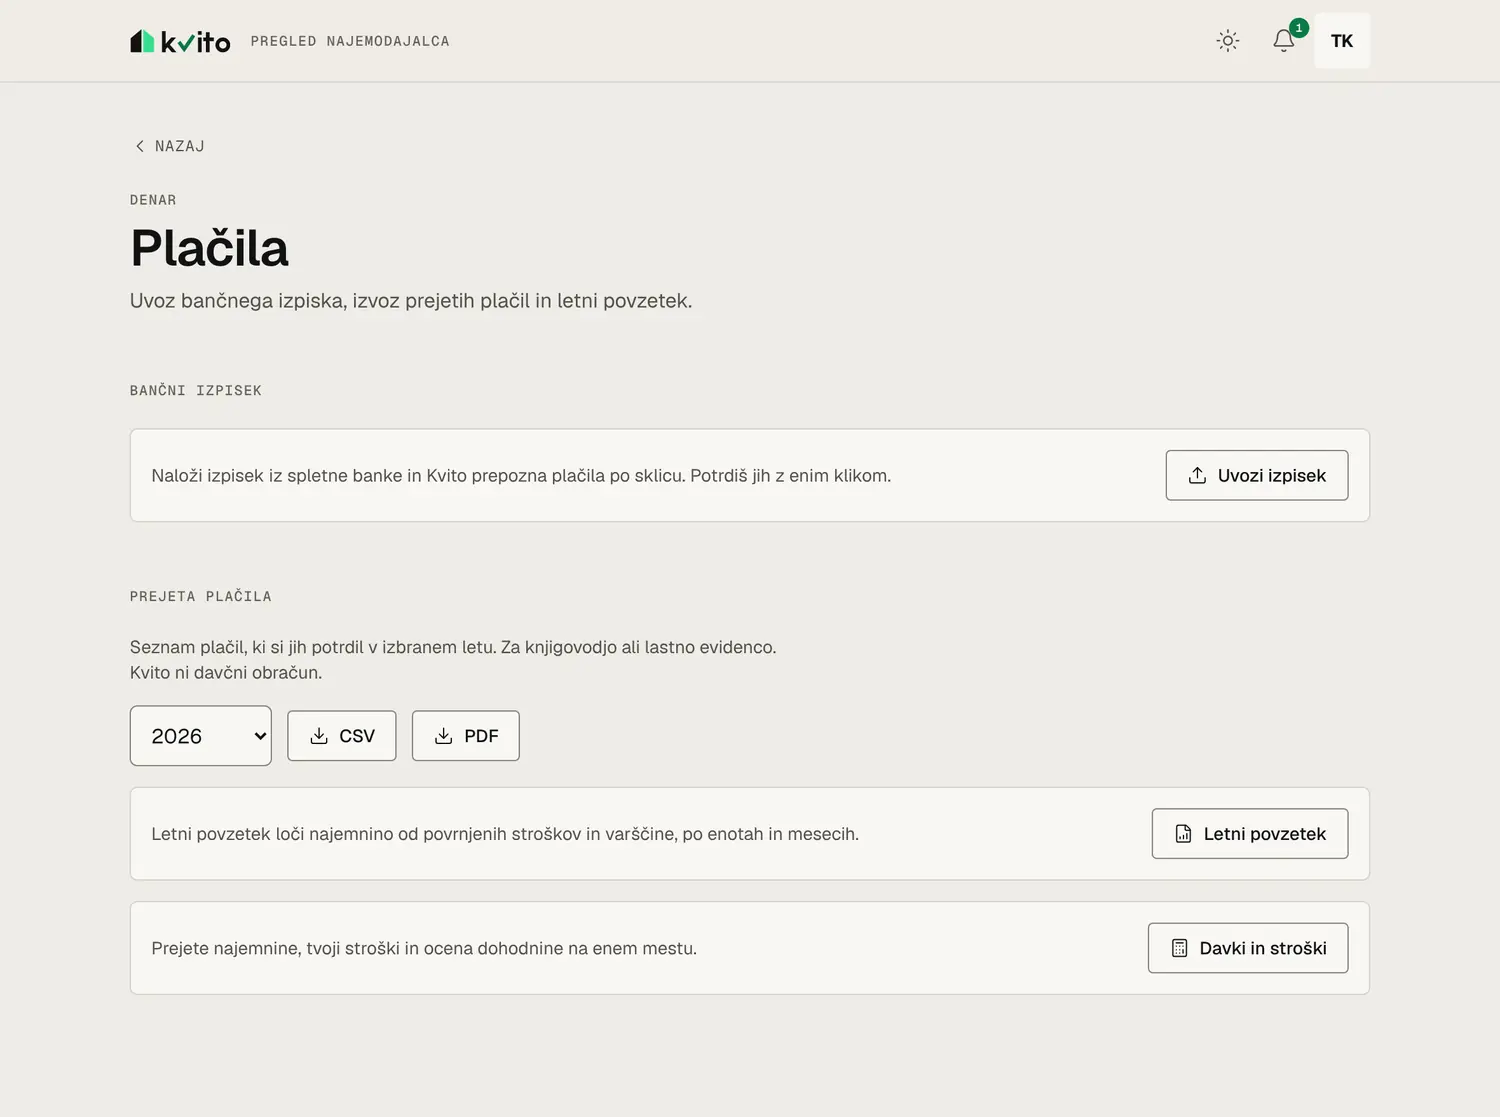 kvito PREGLED NAJEMODAJALCA
1
TK
NAZAJ
DENAR
Plačila
Uvoz bančnega izpiska, izvoz prejetih plačil in letni povzetek.
BANČNI IZPISEK
Naloži izpisek iz spletne banke in Kvito prepozna plačila po sklicu. Potrdiš jih z enim klikom.
Uvozi izpisek
PREJETA PLAČILA
Seznam plačil, ki si jih potrdil v izbranem letu. Za knjigovodjo ali lastno evidenco.
Kvito ni davčni obračun.
2026
CSV
PDF
Letni povzetek loči najemnino od povrnjenih stroškov in varščine, po enotah in mesecih.
Letni povzetek
Prejete najemnine, tvoji stroški in ocena dohodnine na enem mestu.
Davki in stroški